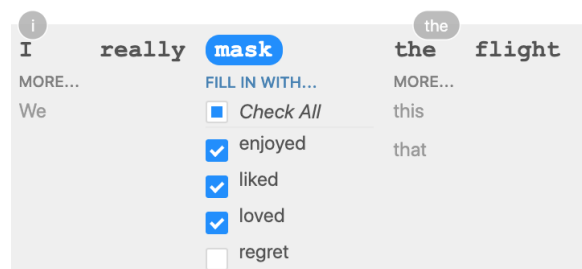 i the
I really mask the flight
MORE... FILL IN WITH... MORE...
We Check All this
enjoyed that
liked
loved
regret